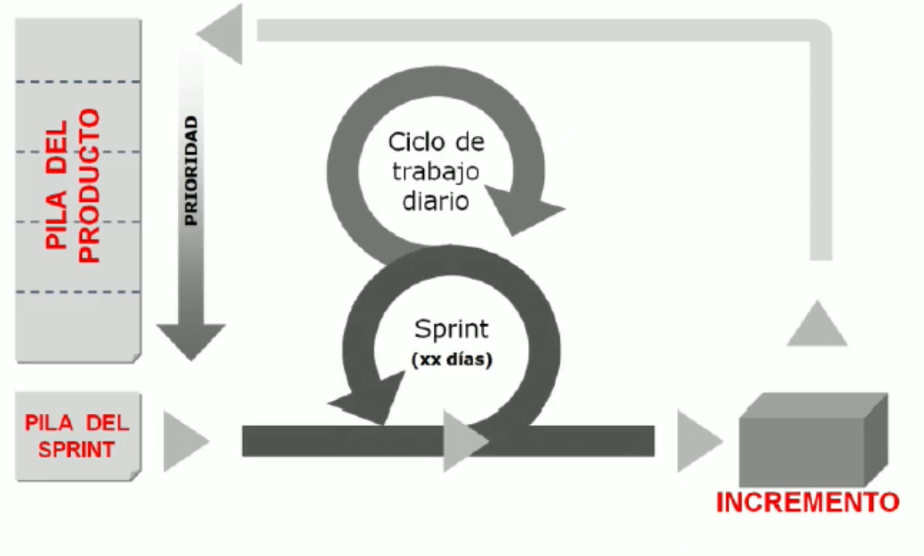 PILA DEL
PRODUCTO
PRIORIDAD
Ciclo de
trabajo
diario
Sprint
(xx días)
PILA DEL
SPRINT
INCREMENTO